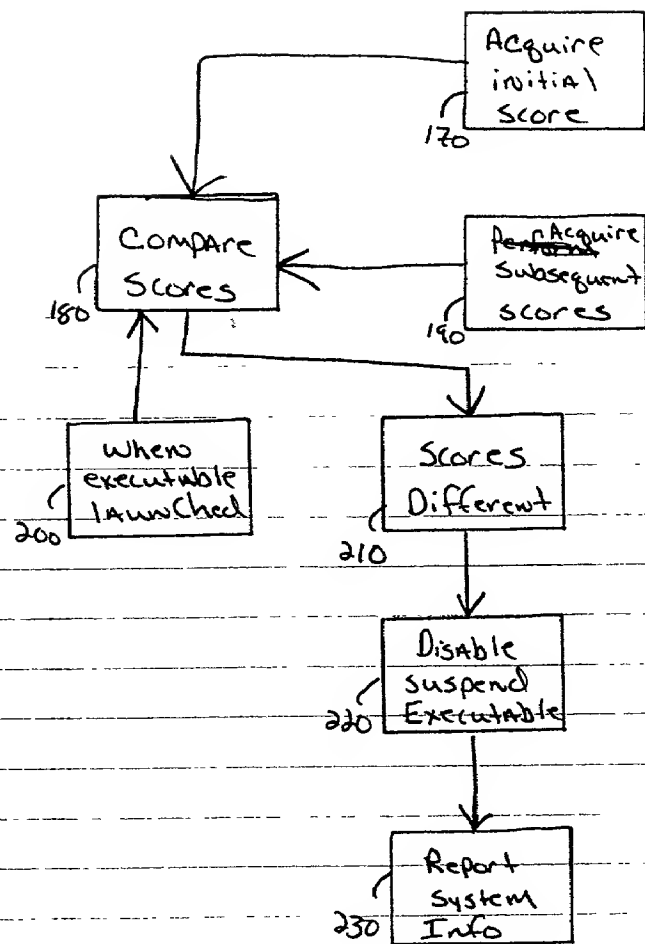 Acquire
initial
score
170
Compare
Scores
180
Acquire
subsequent
scores
190
When
executable
launched
200
Scores
Different
210
Disable
suspend
Executable
220
Report
System
Info
230